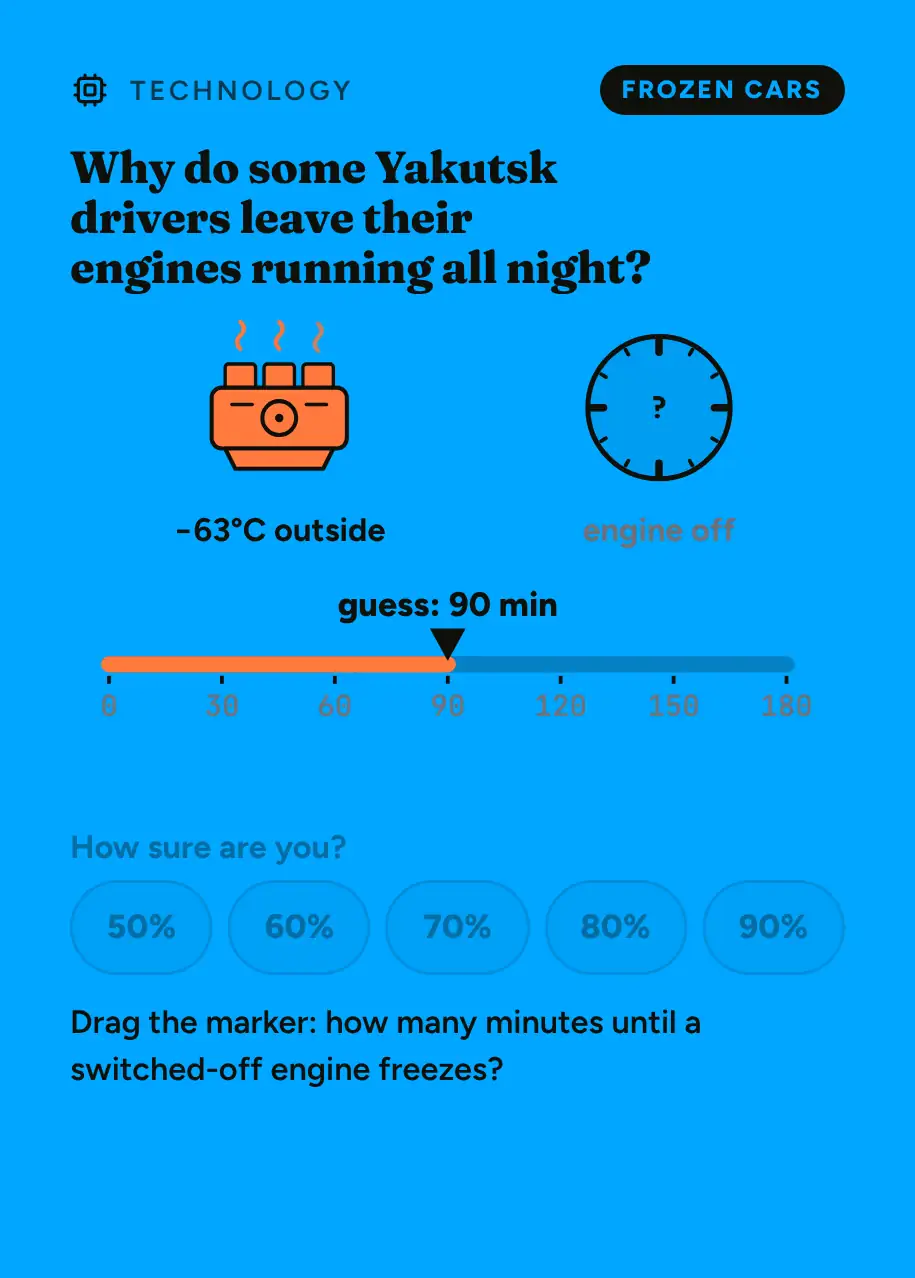 TECHNOLOGY
FROZEN CARS
Why do some Yakutsk
drivers leave their
engines running all night?
?
-63°C outside
engine off
guess: 90 min
0 30 60 90 120 150 180
How sure are you?
50% 60% 70% 80% 90%
Drag the marker: how many minutes until a
switched-off engine freezes?